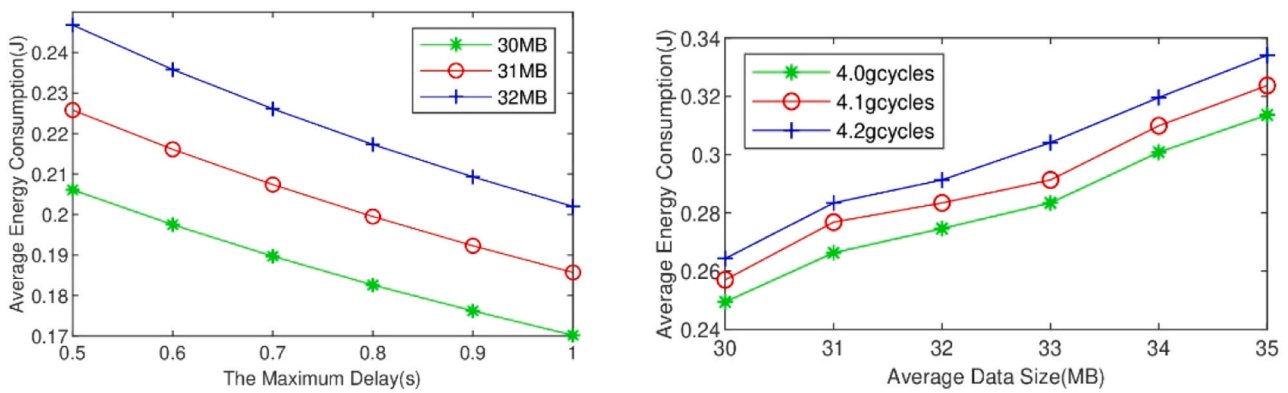 Average Energy Consumption(J)
0.24
0.23
0.22
0.21
0.2
0.19
0.18
0.17
30MB
31MB
32MB
0.5 0.6 0.7 0.8 0.9 1
The Maximum Delay(s)
Average Energy Consumption(J)
0.34
0.32
0.3
0.28
0.26
0.24
4.0gcycles
4.1gcycles
4.2gcycles
30 31 32 33 34 35
Average Data Size(MB)